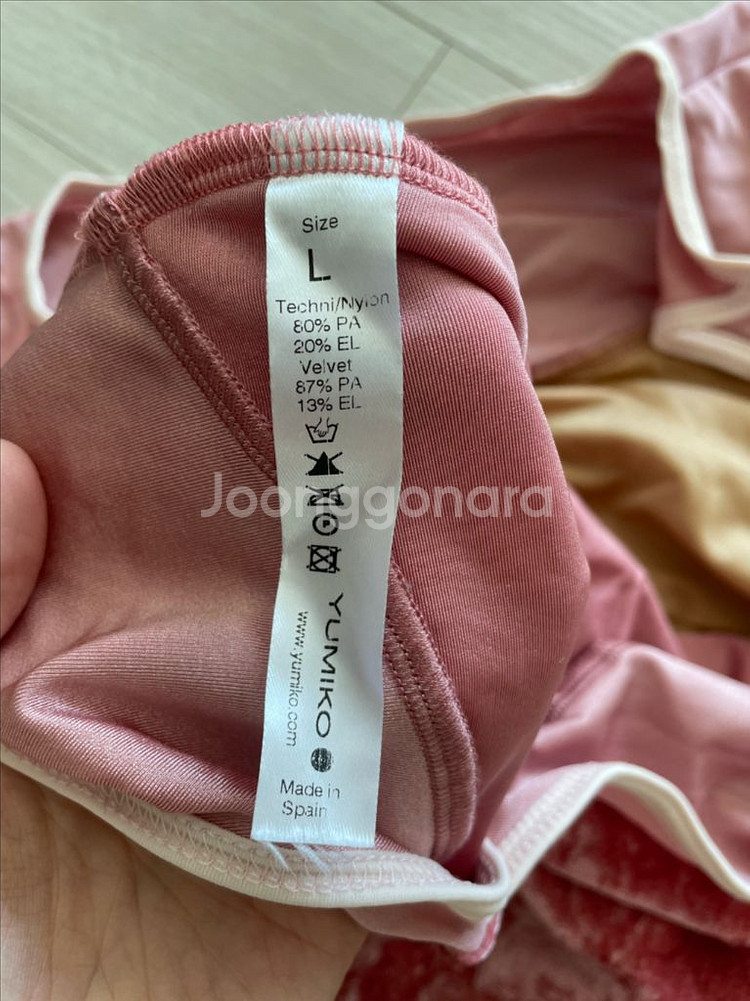 Size
L
Techni/Nylon
80% PA
20% EL
Velvet
87% PA
13% EL
Joonggonara
YUMIKO
www.yumiko.com
Made in
Spain